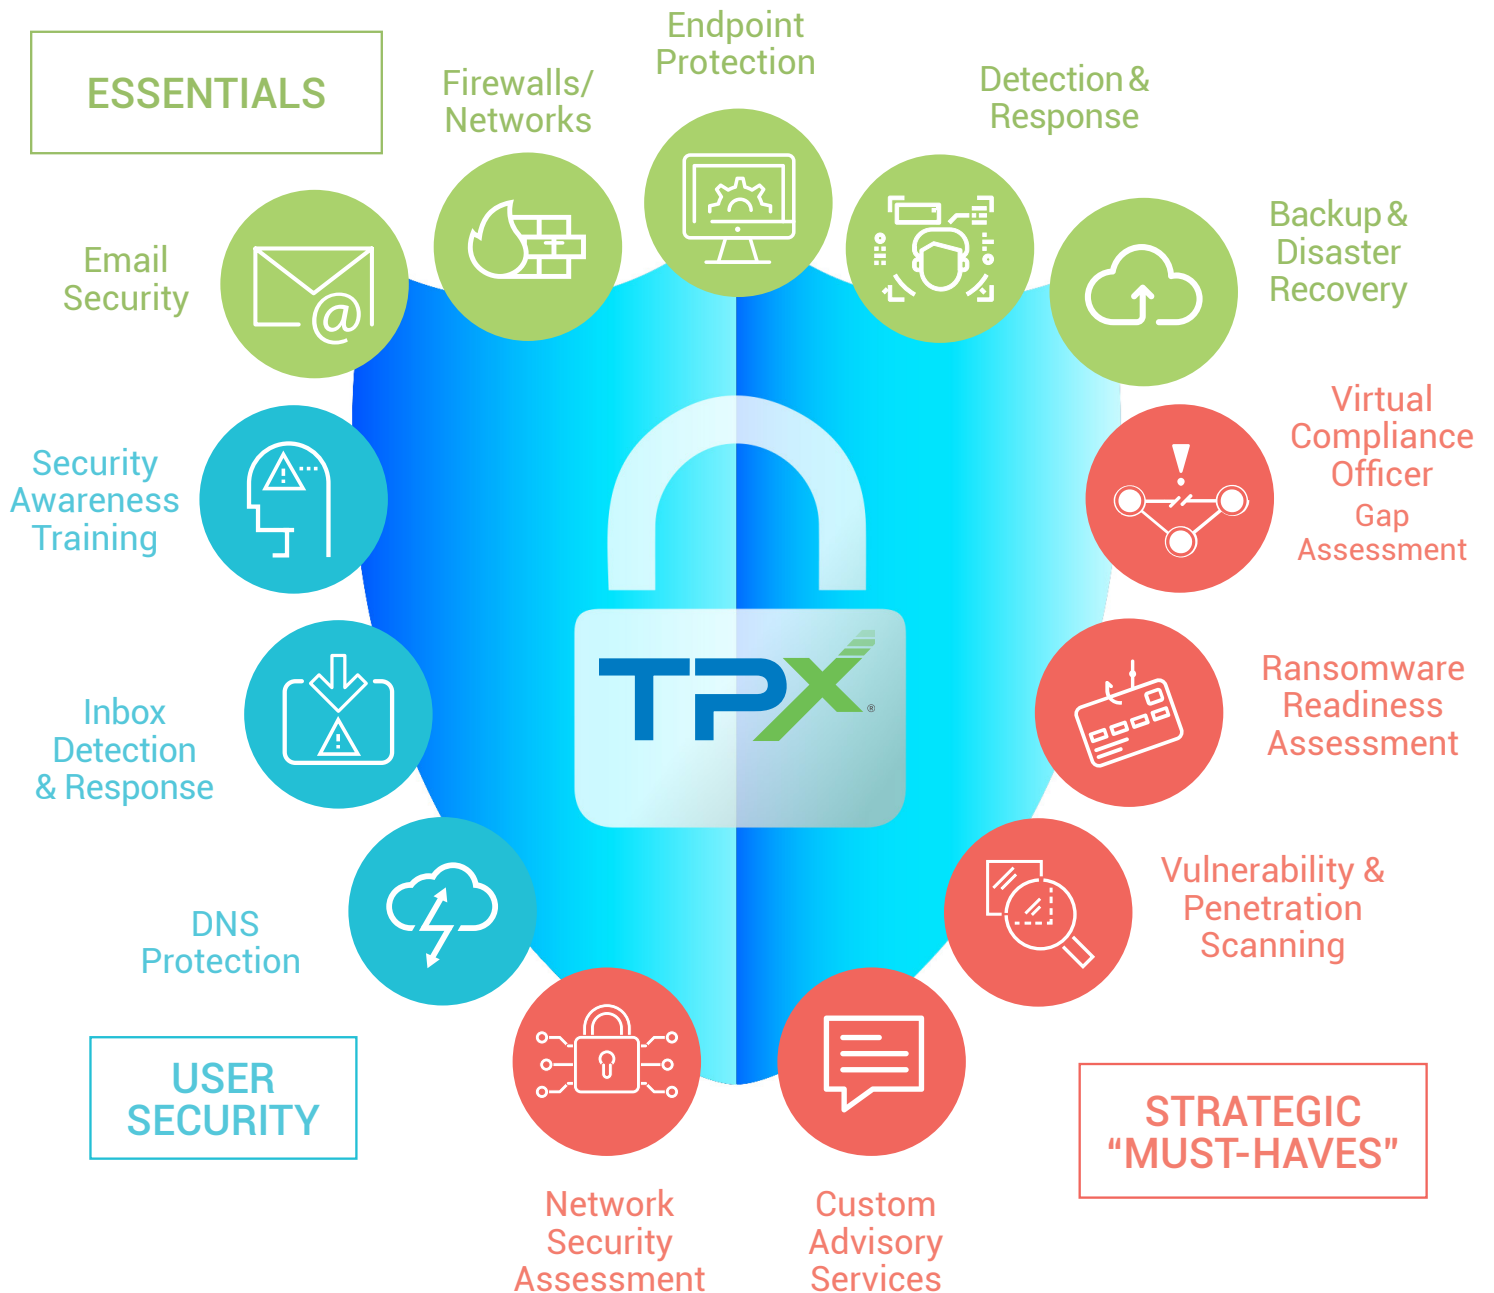 ESSENTIALS
Email
Security
Firewalls/
Networks
Endpoint
Protection
Detection &
Response
Backup &
Disaster
Recovery
Virtual
Compliance
Officer
Gap
Assessment
Ransomware
Readiness
Assessment
Vulnerability &
Penetration
Scanning
STRATEGIC
“MUST-HAVES”
Custom
Advisory
Services
Network
Security
Assessment
USER
SECURITY
DNS
Protection
Inbox
Detection
& Response
Security
Awareness
Training
@
TPX®